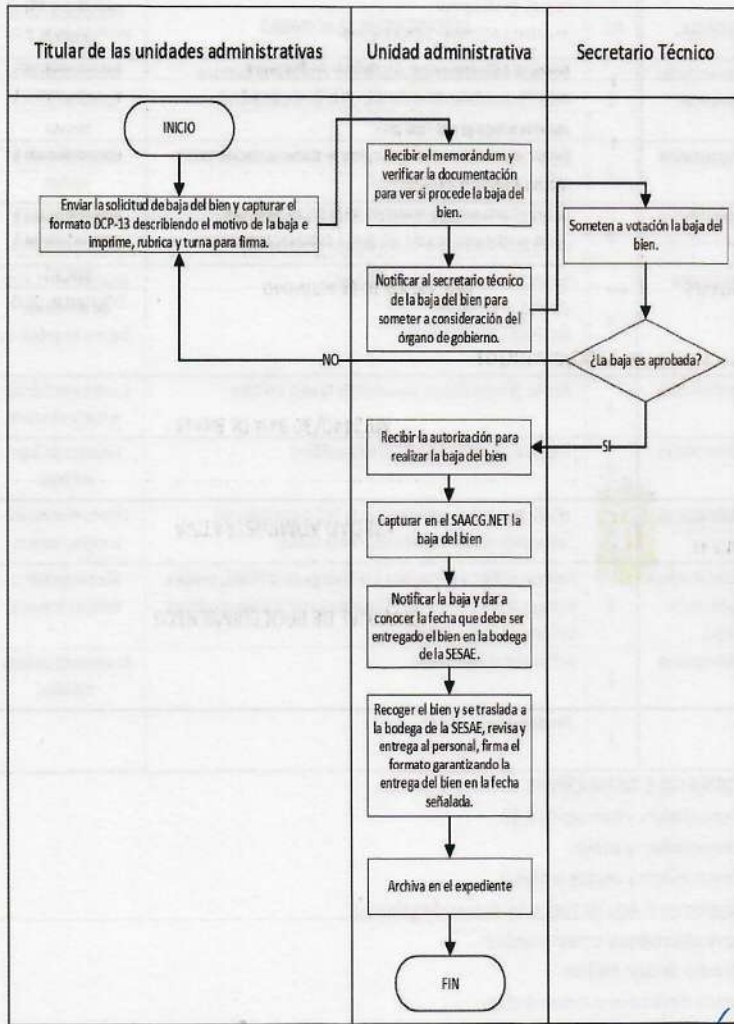 Titular de las unidades administrativas
Unidad administrativa
Secretario Técnico
INICIO
Enviar la solicitud de baja del bien y capturar el
formato DCP-13 describiendo el motivo de la baja e
imprime, rubrica y turna para firma.
Recibir el memorándum y
verificar la documentación
para ver si procede la baja del
bien.
Notificar al secretario técnico
de la baja del bien para
someter a consideración del
órgano de gobierno.
Someten a votación la baja del
bien.
¿La baja es aprobada?
NO
SI
Recibir la autorización para
realizar la baja del bien
Capturar en el SAACG.NET la
baja del bien
Notificar la baja y dar a
conocer la fecha que debe ser
entregado el bien en la bodega
de la SESAE.
Recoger el bien y se traslada a
la bodega de la SESAE, revisa y
entrega al personal, firma el
formato garantizando la
entrega del bien en la fecha
señalada.
Archiva en el expediente
FIN